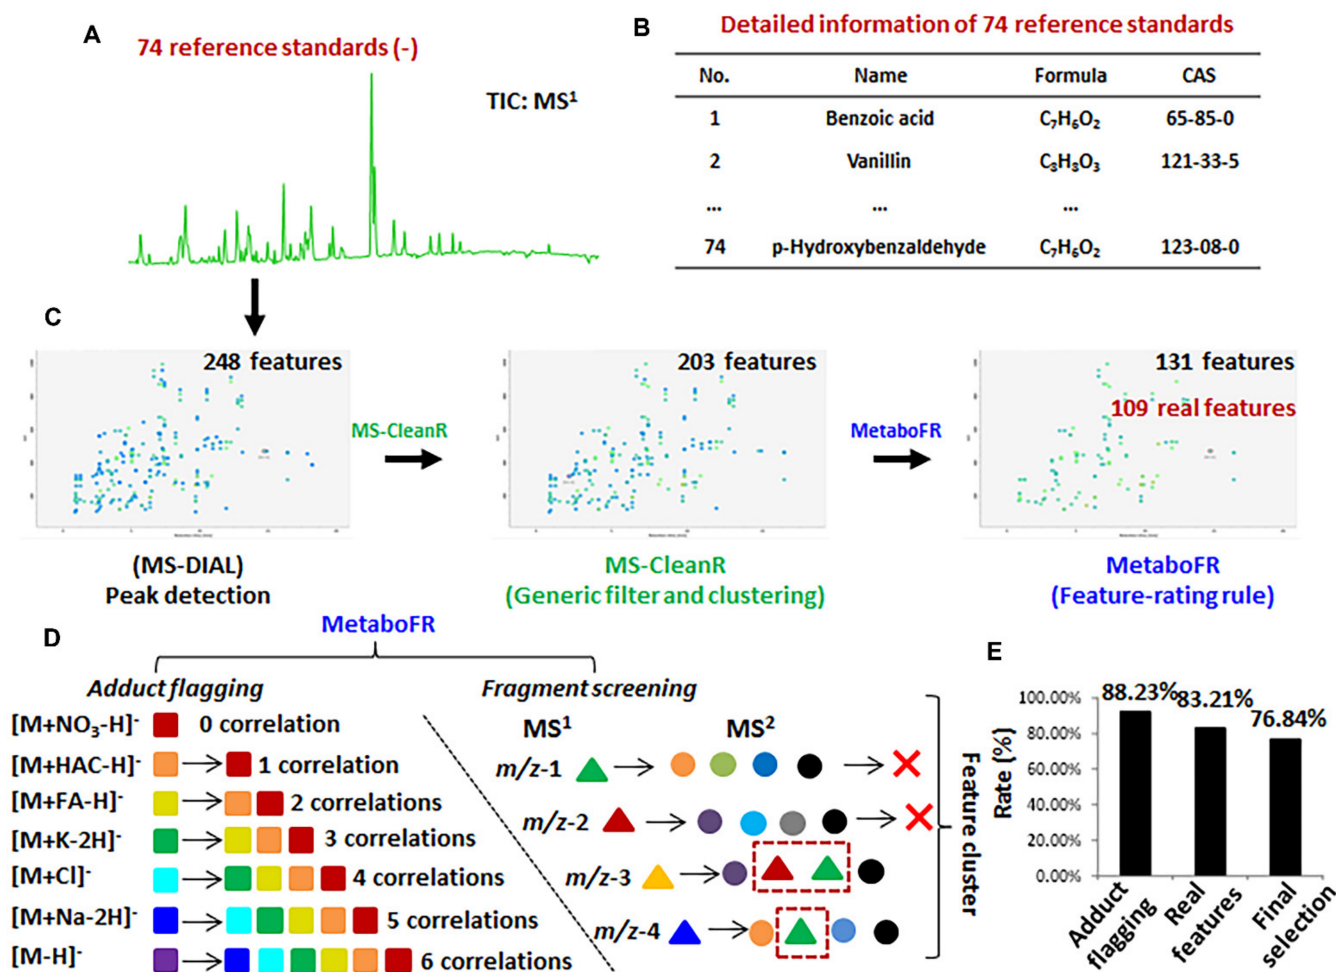 A
74 reference standards (-)
TIC: MS¹
B
Detailed information of 74 reference standards
No. Name Formula CAS
1 Benzoic acid C₇H₆O₂ 65-85-0
2 Vanillin C₈H₈O₃ 121-33-5
... ... ...
74 p-Hydroxybenzaldehyde C₇H₆O₂ 123-08-0
C
248 features
MS-CleanR
203 features
MetaboFR
131 features
109 real features
(MS-DIAL)
Peak detection
MS-CleanR
(Generic filter and clustering)
MetaboFR
(Feature-rating rule)
D
MetaboFR
Adduct flagging
[M+NO₃-H]⁻ 0 correlation
[M+HAC-H]⁻ 1 correlation
[M+FA-H]⁻ 2 correlations
[M+K-2H]⁻ 3 correlations
[M+Cl]⁻ 4 correlations
[M+Na-2H]⁻ 5 correlations
[M-H]⁻ 6 correlations
Fragment screening
MS¹ MS²
m/z-1
m/z-2
m/z-3
m/z-4
Feature cluster
E
Rate (%)
100.00%
80.00%
60.00%
40.00%
20.00%
0.00%
88.23%
83.21%
76.84%
Adduct
flagging
Real
features
Final
selection